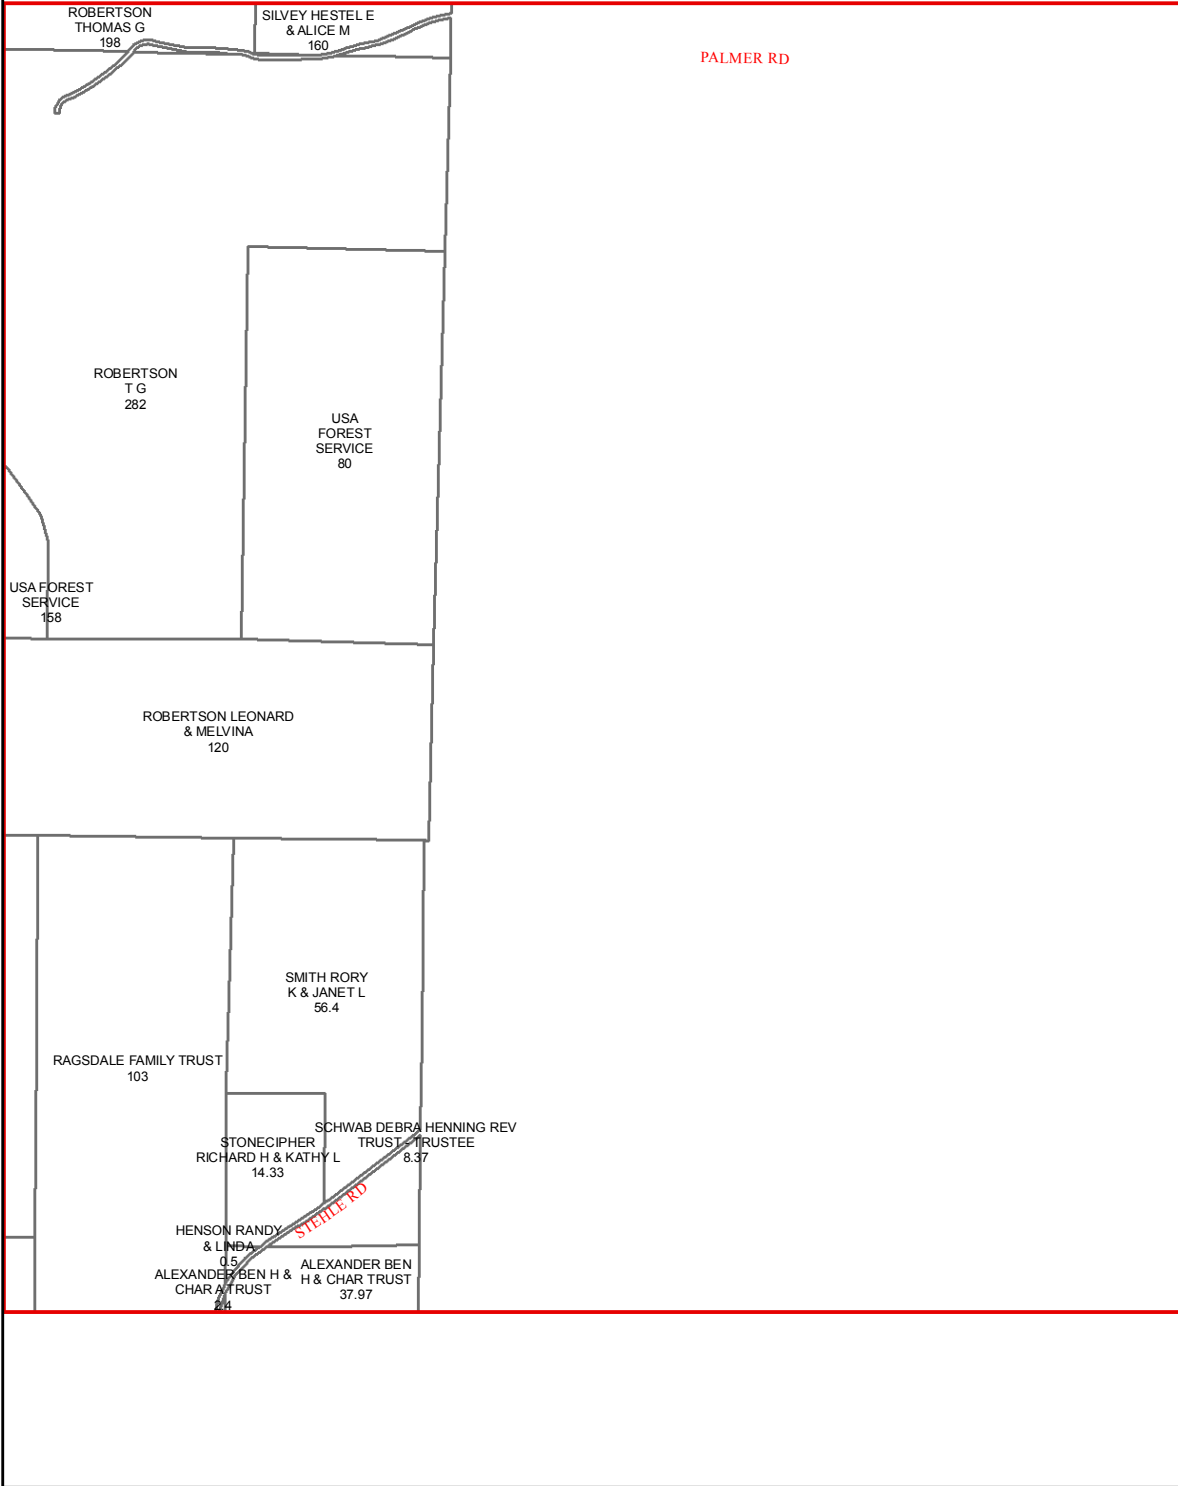 ROBERTSON
THOMAS G
198
SILVEY HESTEL E
& ALICE M
160
PALMER RD
ROBERTSON
T G
282
USA
FOREST
SERVICE
80
USA FOREST
SERVICE
158
ROBERTSON LEONARD
& MELVINA
120
SMITH RORY
K & JANET L
56.4
RAGSDALE FAMILY TRUST
103
SCHWAB DEBRA HENNING REV
TRUST - TRUSTEE
8.37
STONECIPHER
RICHARD H & KATHY L
14.33
STEHLE RD
HENSON RANDY
& LINDA
0.5
ALEXANDER BEN H &
CHAR A TRUST
2.4
ALEXANDER BEN
H & CHAR TRUST
37.97